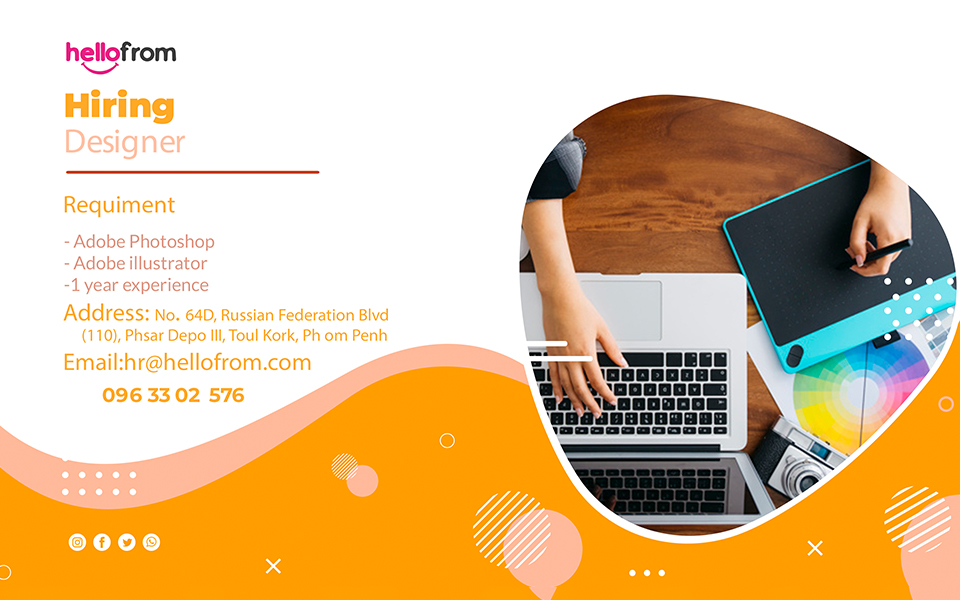 hellofrom
Hiring
Designer
Requiment
- Adobe Photoshop
- Adobe illustrator
-1 year experience
Address: No. 64D, Russian Federation Blvd
(110), Phsar Depo III, Toul Kork, Ph om Penh
Email:hr@hellofrom.com
096 33 02 576